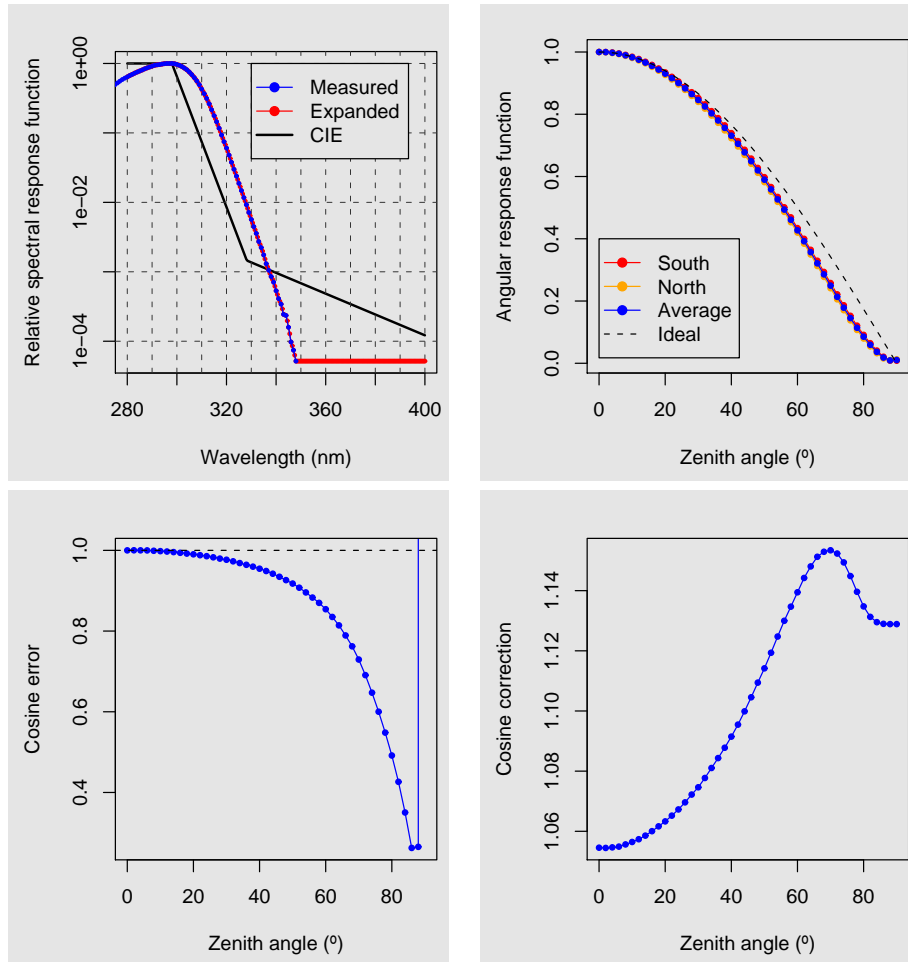 Relative spectral response function
1e+00
1e−02
1e−04
Measured
Expanded
CIE
280 320 360 400
Wavelength (nm)
Angular response function
1.0
0.8
0.6
0.4
0.2
0.0
South
North
Average
Ideal
0 20 40 60 80
Zenith angle (º)
Cosine error
1.0
0.8
0.6
0.4
0 20 40 60 80
Zenith angle (º)
Cosine correction
1.14
1.12
1.10
1.08
1.06
0 20 40 60 80
Zenith angle (º)